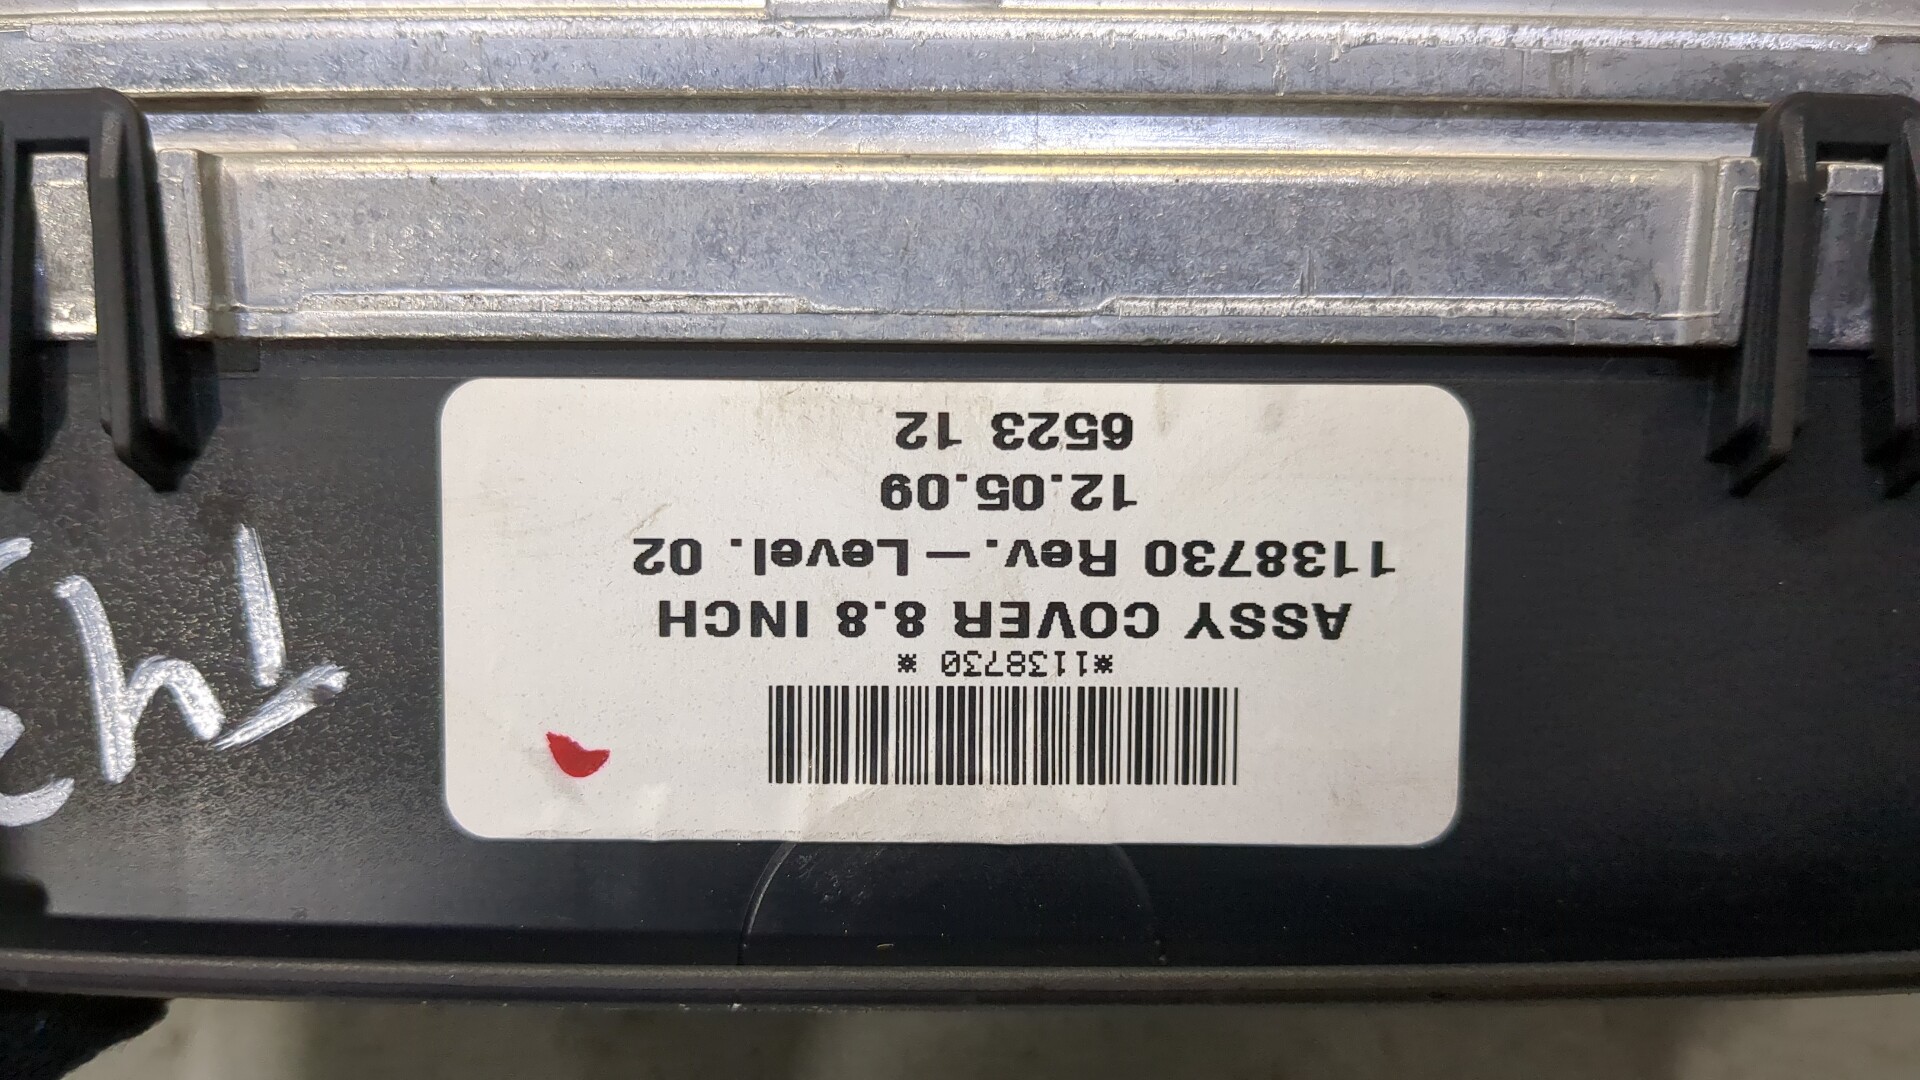 *1138730 *
ASSY COVER 8.8 INCH
1138730 Rev.-Level. 02
12.05.09
6523 12